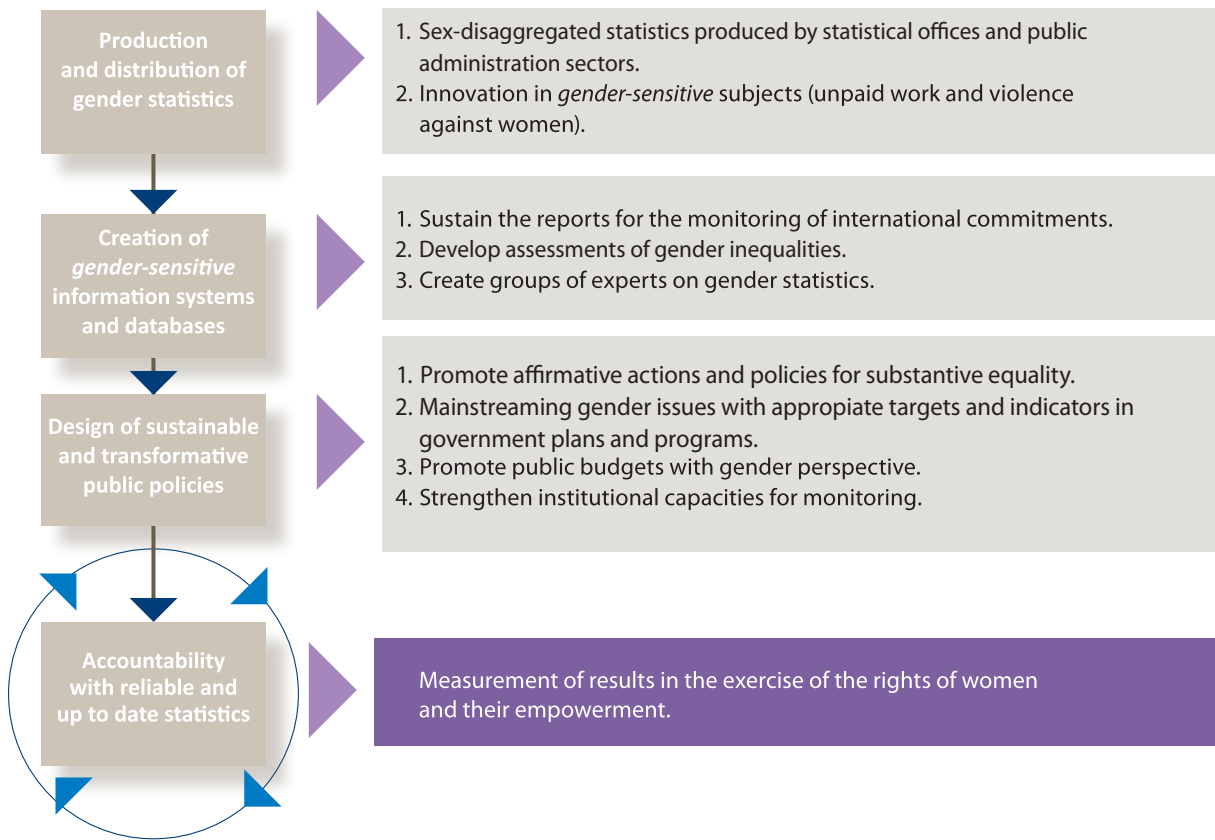 Production
and distribution of
gender statistics
1. Sex-disaggregated statistics produced by statistical offices and public
administration sectors.
2. Innovation in gender-sensitive subjects (unpaid work and violence
against women).
Creation of
gender-sensitive
information systems
and databases
1. Sustain the reports for the monitoring of international commitments.
2. Develop assessments of gender inequalities.
3. Create groups of experts on gender statistics.
Design of sustainable
and transformative
public policies
1. Promote affirmative actions and policies for substantive equality.
2. Mainstreaming gender issues with appropiate targets and indicators in
government plans and programs.
3. Promote public budgets with gender perspective.
4. Strengthen institutional capacities for monitoring.
Accountability
with reliable and
up to date statistics
Measurement of results in the exercise of the rights of women
and their empowerment.